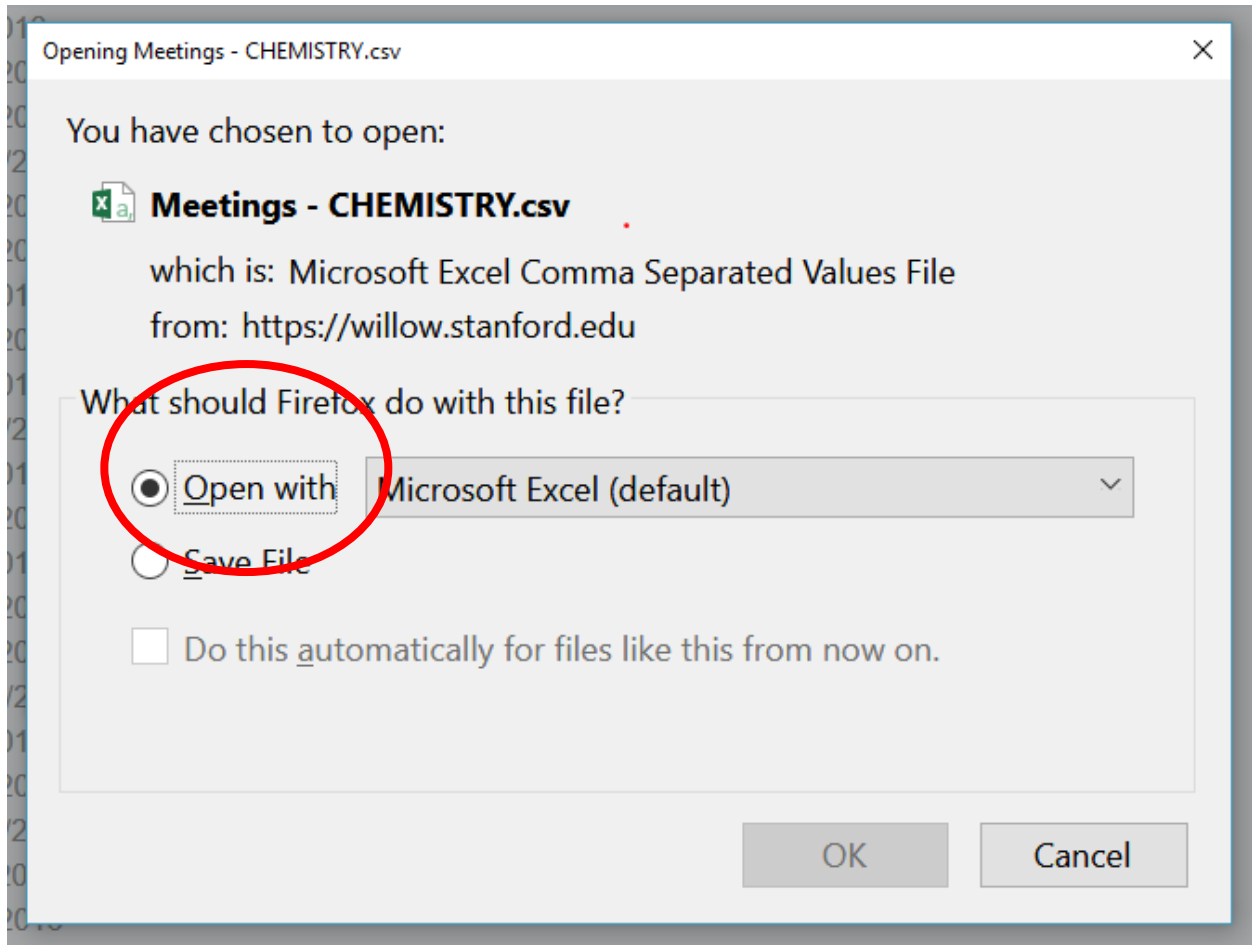 Opening Meetings - CHEMISTRY.csv
You have chosen to open:
Meetings - CHEMISTRY.csv
which is: Microsoft Excel Comma Separated Values File
from: https://willow.stanford.edu
What should Firefox do with this file?
Open with Microsoft Excel (default)
Save File
Do this automatically for files like this from now on.
OK Cancel